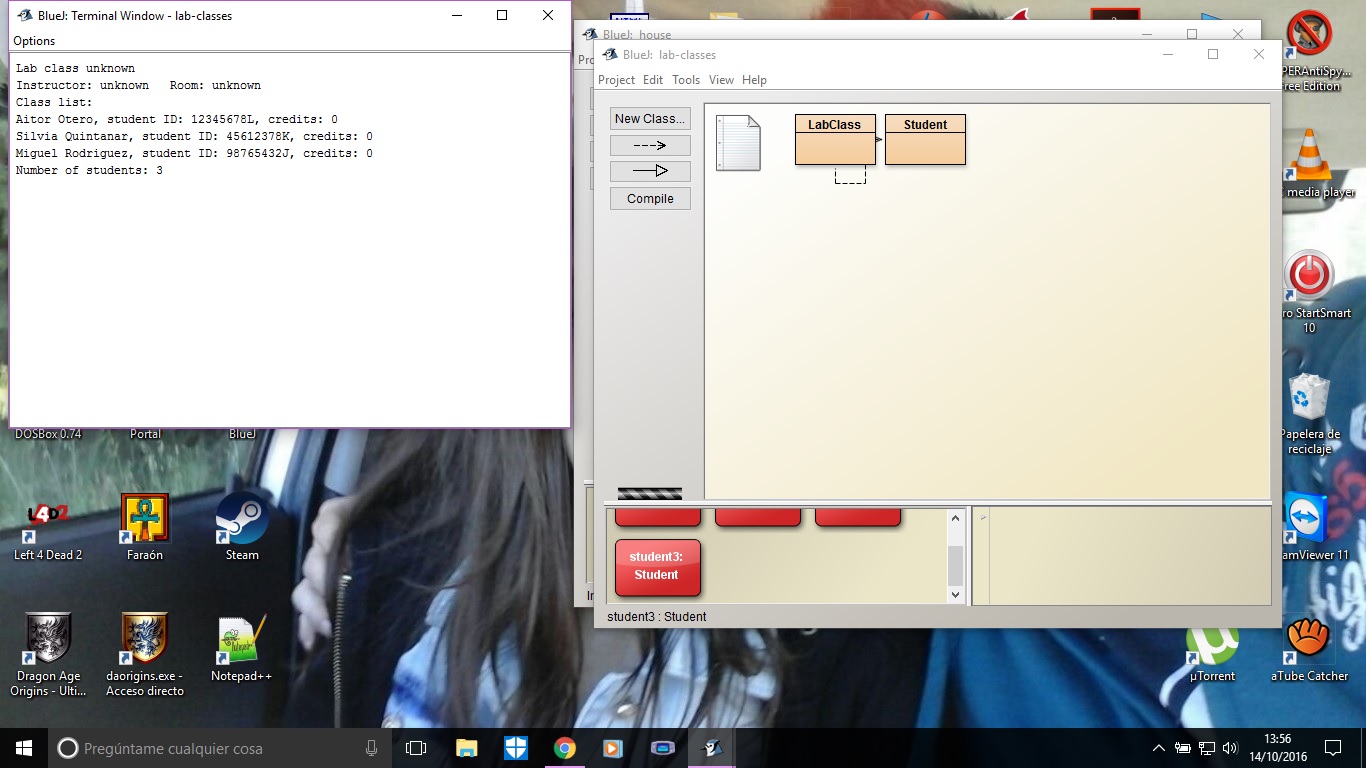 BlueJ: Terminal Window - lab-classes
Options
Lab class unknown
Instructor: unknown Room: unknown
Class list:
Aitor Otero, student ID: 12345678L, credits: 0
Silvia Quintanar, student ID: 45612378K, credits: 0
Miguel Rodriguez, student ID: 98765432J, credits: 0
Number of students: 3
BlueJ: house
BlueJ: lab-classes
Project Edit Tools View Help
New Class...
Compile
LabClass
Student
student3:
Student
student3 : Student
DOSBox 0.74
Portal
BlueJ
Left 4 Dead 2
Faraón
Steam
Dragon Age
Origins - Ulti...
daorigins.exe -
Acceso directo
Notepad++
PERAntiSpy...
Free Edition
media player
ro StartSmart
10
Papelera de
reciclaje
amViewer 11
µTorrent
aTube Catcher
Pregúntame cualquier cosa
13:56
14/10/2016